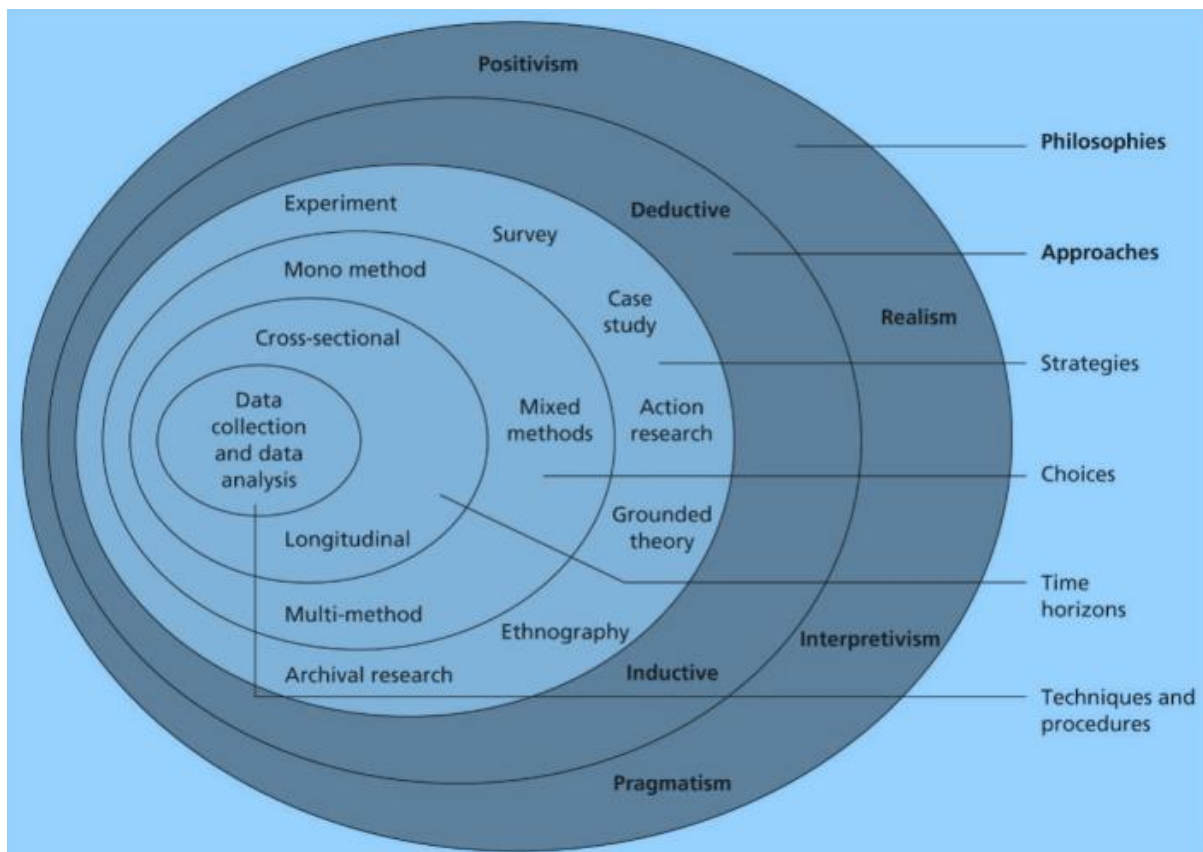 Positivism
Philosophies
Experiment
Deductive
Survey
Approaches
Mono method
Case
study
Realism
Cross-sectional
Strategies
Data
collection
and data
analysis
Mixed
methods
Action
research
Choices
Longitudinal
Grounded
theory
Time
horizons
Multi-method
Ethnography
Interpretivism
Archival research
Inductive
Techniques and
procedures
Pragmatism